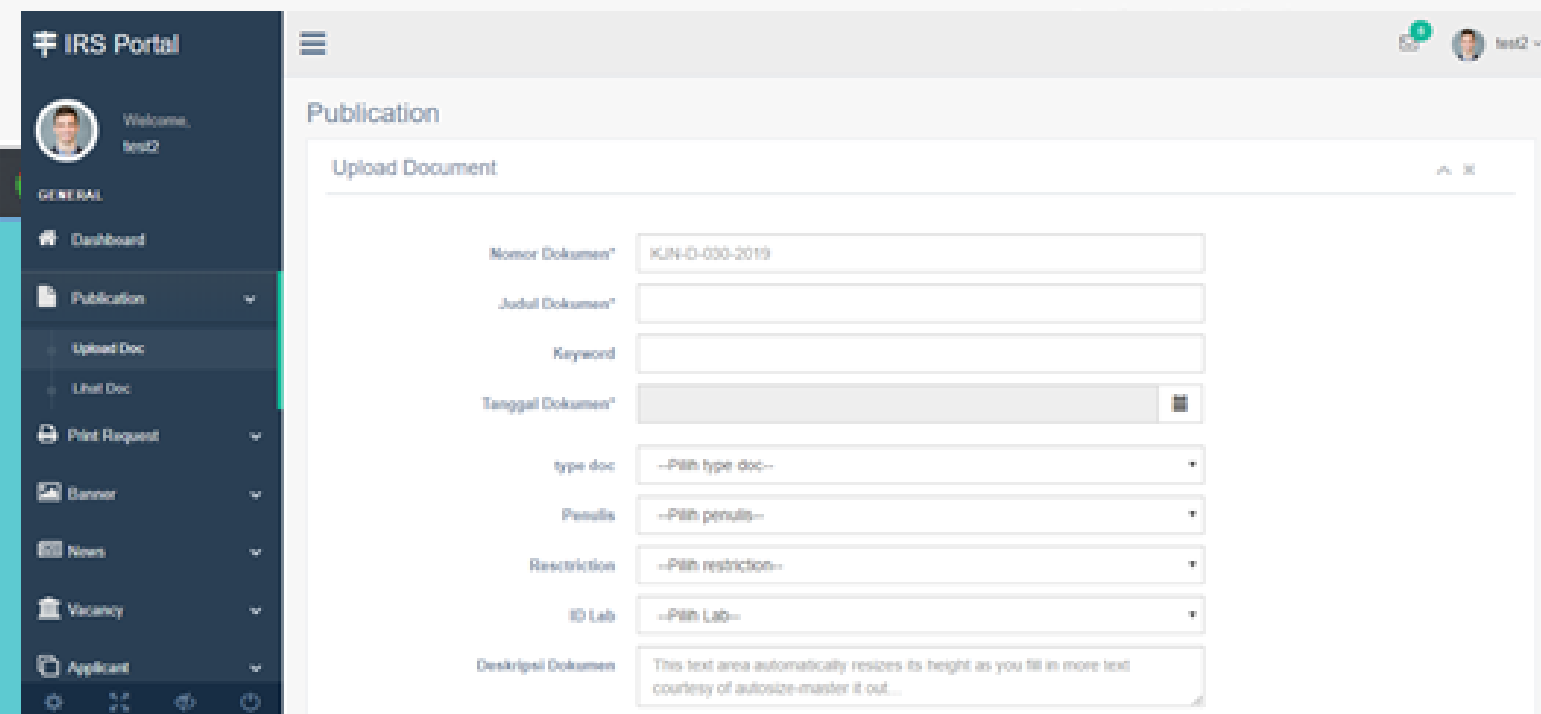 IRS Portal
test2
Welcome,
test2
GENERAL
Dashboard
Publication
Upload Doc
Lihat Doc
Print Request
Banner
News
Vacancy
Applicant
Publication
Upload Document
Nomor Dokumen*
KJN-D-030-2019
Judul Dokumen*
Keyword
Tanggal Dokumen*
type doc
--Pilih type doc--
Penulis
--Pilih penulis--
Resctriction
--Pilih restriction--
ID Lab
--Pilih Lab--
Deskripsi Dokumen
This text area automatically resizes its height as you fill in more text
courtesy of autosize-master it out...